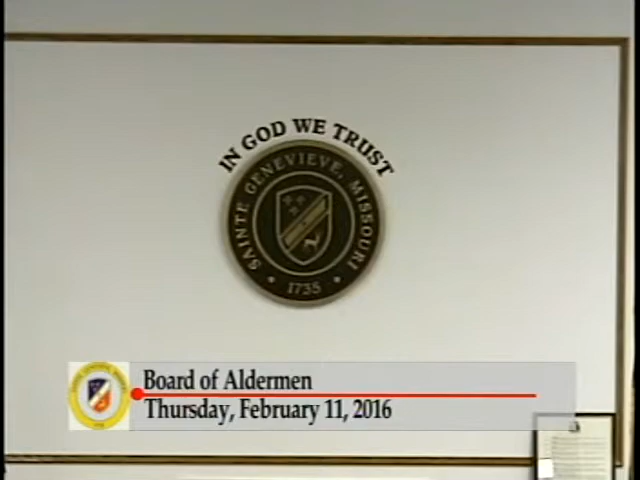 IN GOD WE TRUST
SAINTE GENEVIEVE, MISSOURI
1735
Board of Aldermen
Thursday, February 11, 2016